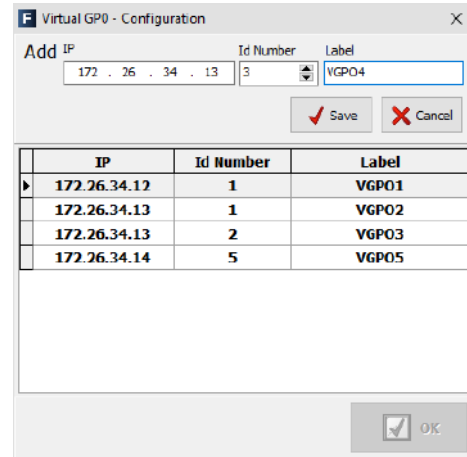 F Virtual GP0 - Configuration
Add IP Id Number Label
172 . 26 . 34 . 13 3 VGPO4
Save Cancel
IP Id Number Label
172.26.34.12 1 VGPO1
172.26.34.13 1 VGPO2
172.26.34.13 2 VGPO3
172.26.34.14 5 VGPO5
OK